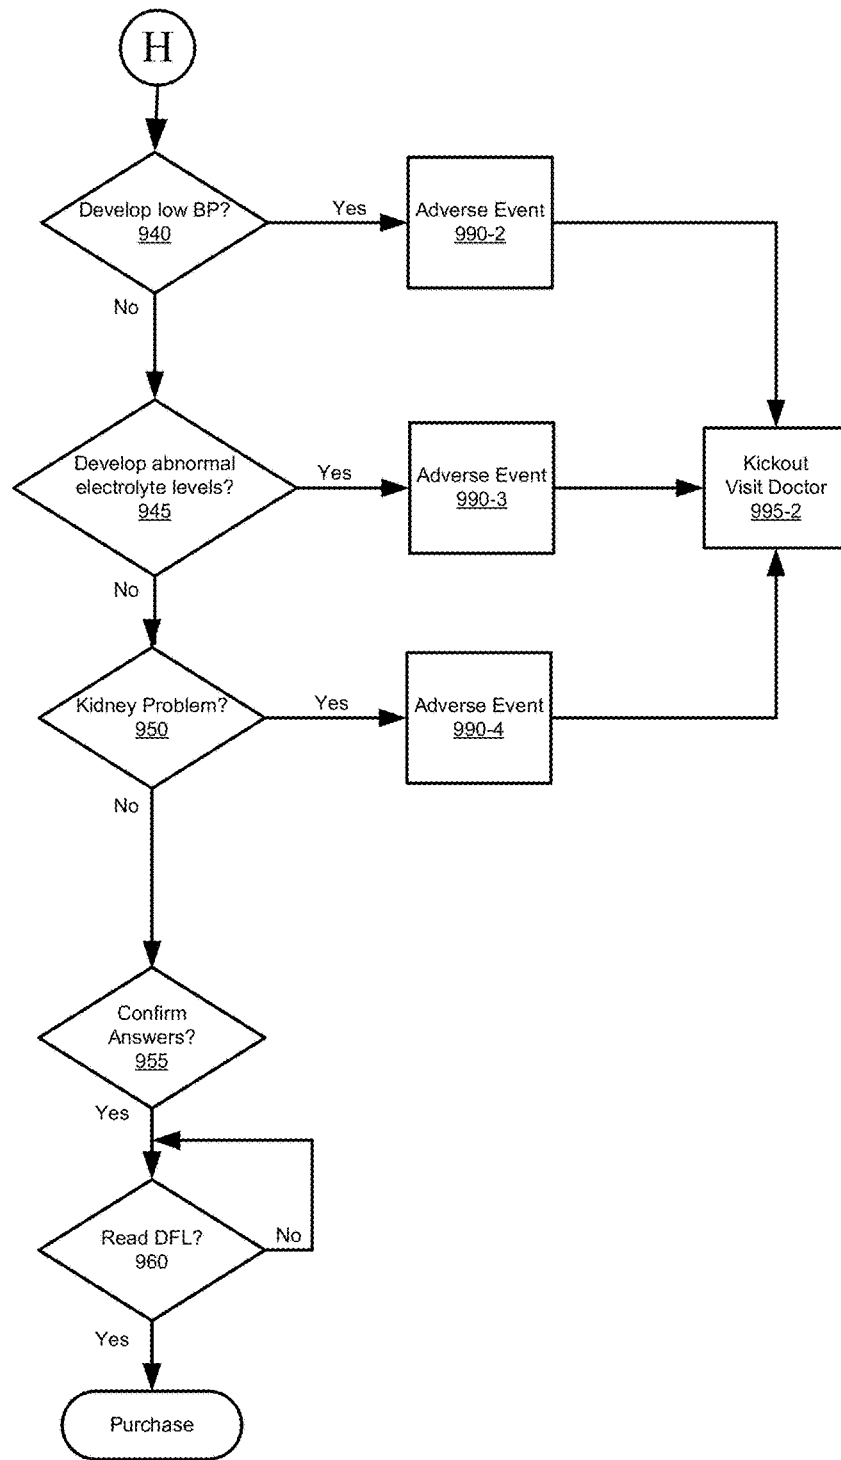 H
Develop low BP?
940
Yes
Adverse Event
990-2
No
Develop abnormal
electrolyte levels?
945
Yes
Adverse Event
990-3
Kickout
Visit Doctor
995-2
No
Kidney Problem?
950
Yes
Adverse Event
990-4
No
Confirm
Answers?
955
Yes
Read DFL?
960
No
Yes
Purchase